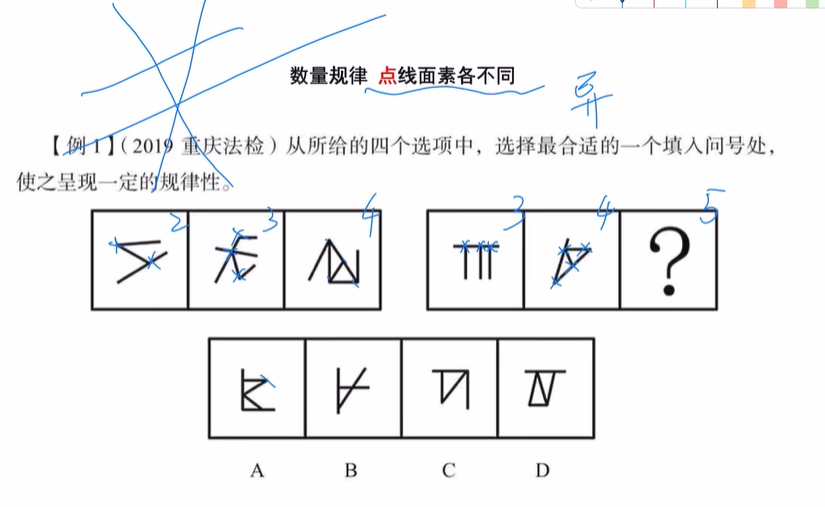 数量规律 点线面素各不同
异
【例1】（2019 重庆法检）从所给的四个选项中，选择最合适的一个填入问号处，
使之呈现一定的规律性。
2 3 4 3 4 5
?
A B C D